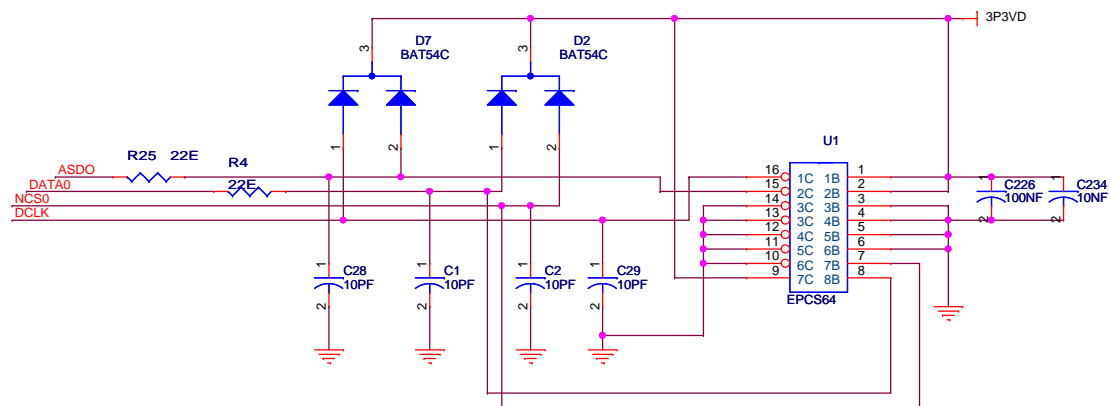 3P3VD
D7
BAT54C
D2
BAT54C
3
3
1
2
1
2
U1
ASDO
R25 22E
R4
22E
DATA0
NCS0
DCLK
16 1C 1B 1
15 2C 2B 2
14 3C 3B 3
13 3C 4B 4
12 4C 5B 5
11 5C 6B 6
10 6C 7B 7
9 7C 8B 8
EPCS64
1
C226
100NF
2
1
C234
10NF
2
1
C28
10PF
2
1
C1
10PF
2
1
C2
10PF
2
1
C29
10PF
2